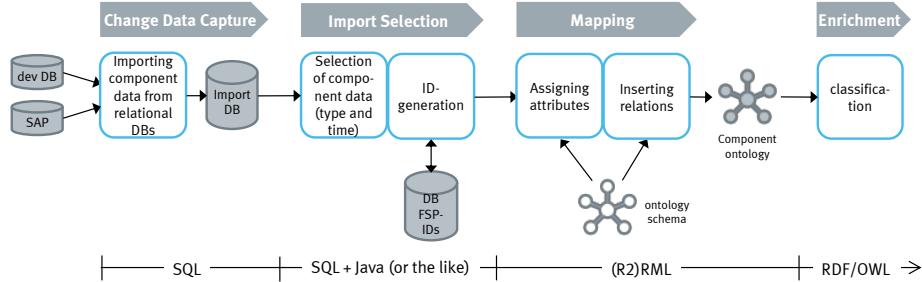 Change Data Capture
Import Selection
Mapping
Enrichment
dev DB
SAP
Importing
component
data from
relational
DBs
Import
DB
Selection
of compo-
nent data
(type and
time)
ID-
generation
DB
FSP-
IDs
Assigning
attributes
Inserting
relations
ontology
schema
Component
ontology
classifica-
tion
SQL
SQL + Java (or the like)
(R2)RML
RDF/OWL